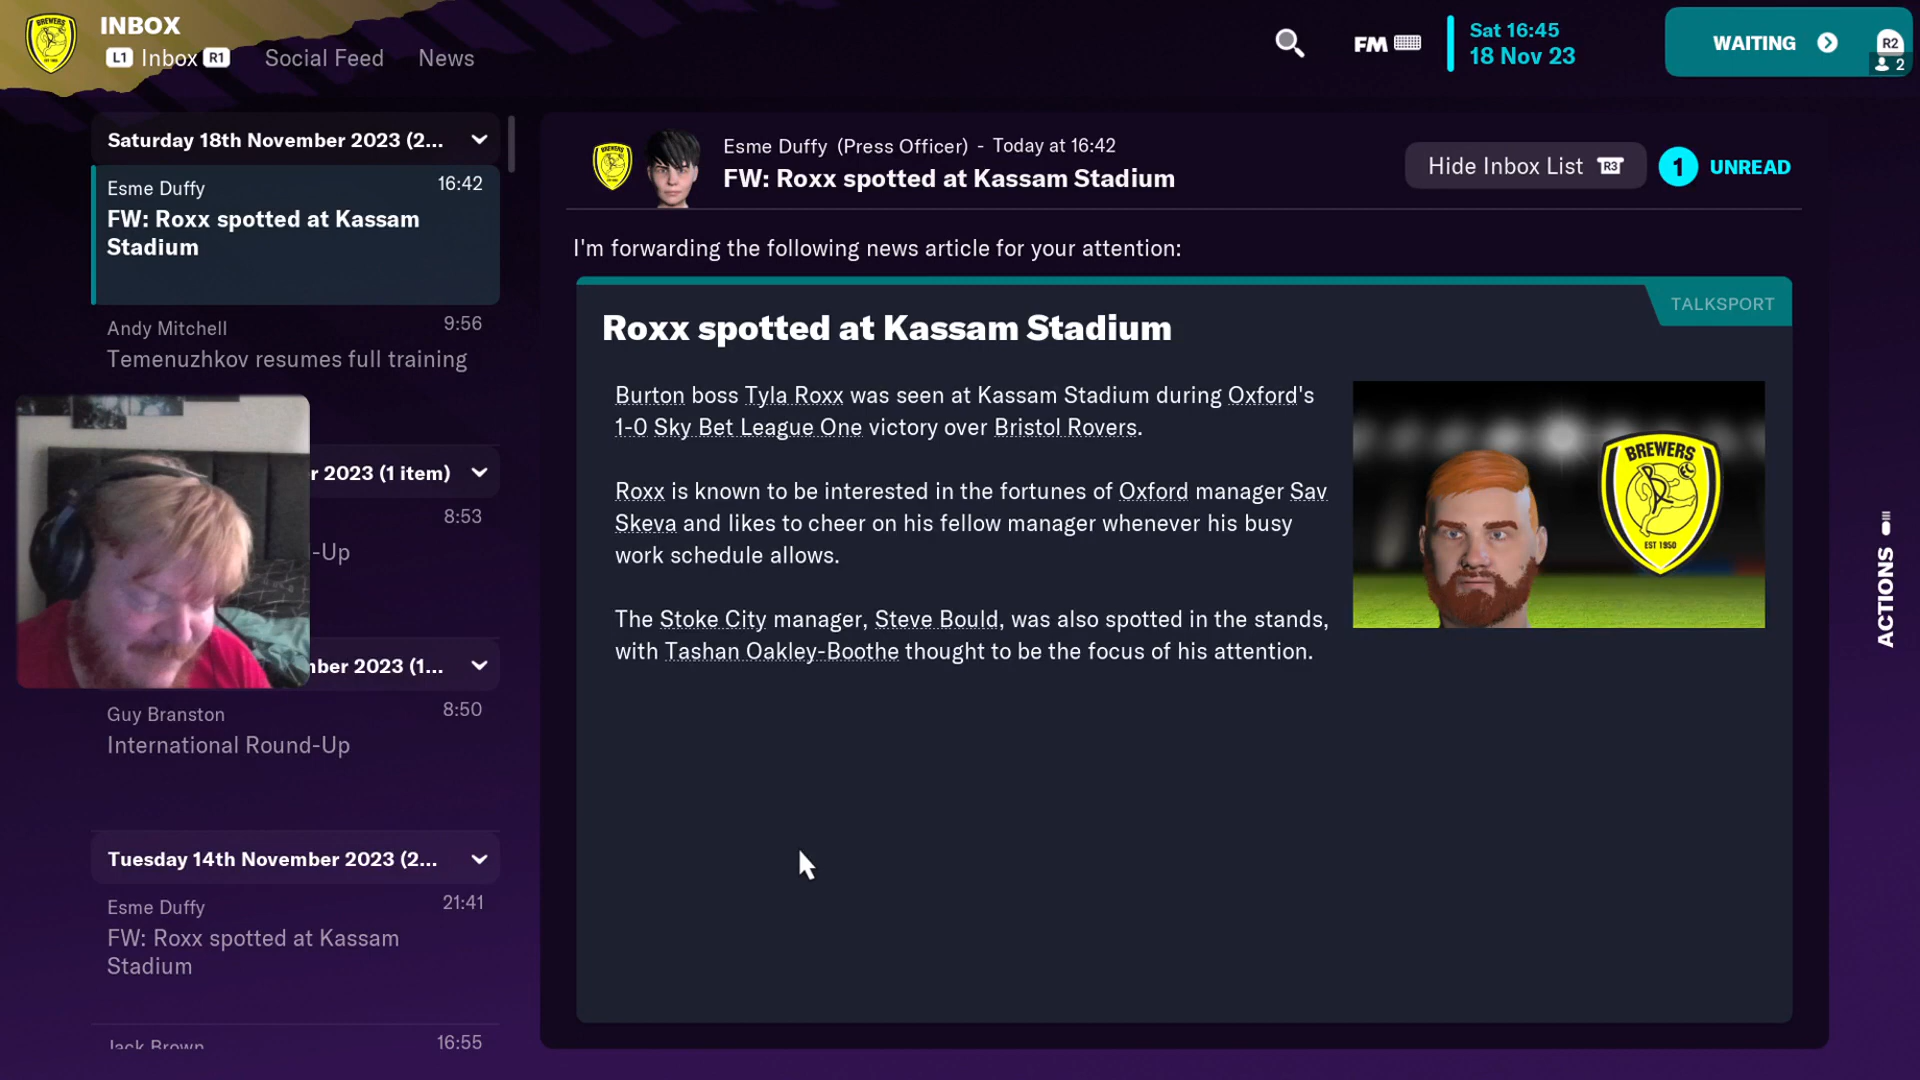 INBOX
L1 Inbox R1 Social Feed News
FM
Sat 16:45
18 Nov 23
WAITING
R2
2
Saturday 18th November 2023 (2...
Esme Duffy 16:42
FW: Roxx spotted at Kassam
Stadium
Andy Mitchell 9:56
Temenuzhkov resumes full training
r 2023 (1 item)
8:53
-Up
nber 2023 (1...
Guy Branston 8:50
International Round-Up
Tuesday 14th November 2023 (2...
Esme Duffy 21:41
FW: Roxx spotted at Kassam
Stadium
Jack Brown 16:55
Esme Duffy (Press Officer) - Today at 16:42
FW: Roxx spotted at Kassam Stadium
Hide Inbox List R3
1 UNREAD
I'm forwarding the following news article for your attention:
TALKSPORT
Roxx spotted at Kassam Stadium
Burton boss Tyla Roxx was seen at Kassam Stadium during Oxford's
1-0 Sky Bet League One victory over Bristol Rovers.
Roxx is known to be interested in the fortunes of Oxford manager Sav
Skeva and likes to cheer on his fellow manager whenever his busy
work schedule allows.
The Stoke City manager, Steve Bould, was also spotted in the stands,
with Tashan Oakley-Boothe thought to be the focus of his attention.
BREWERS
EST 1950
ACTIONS